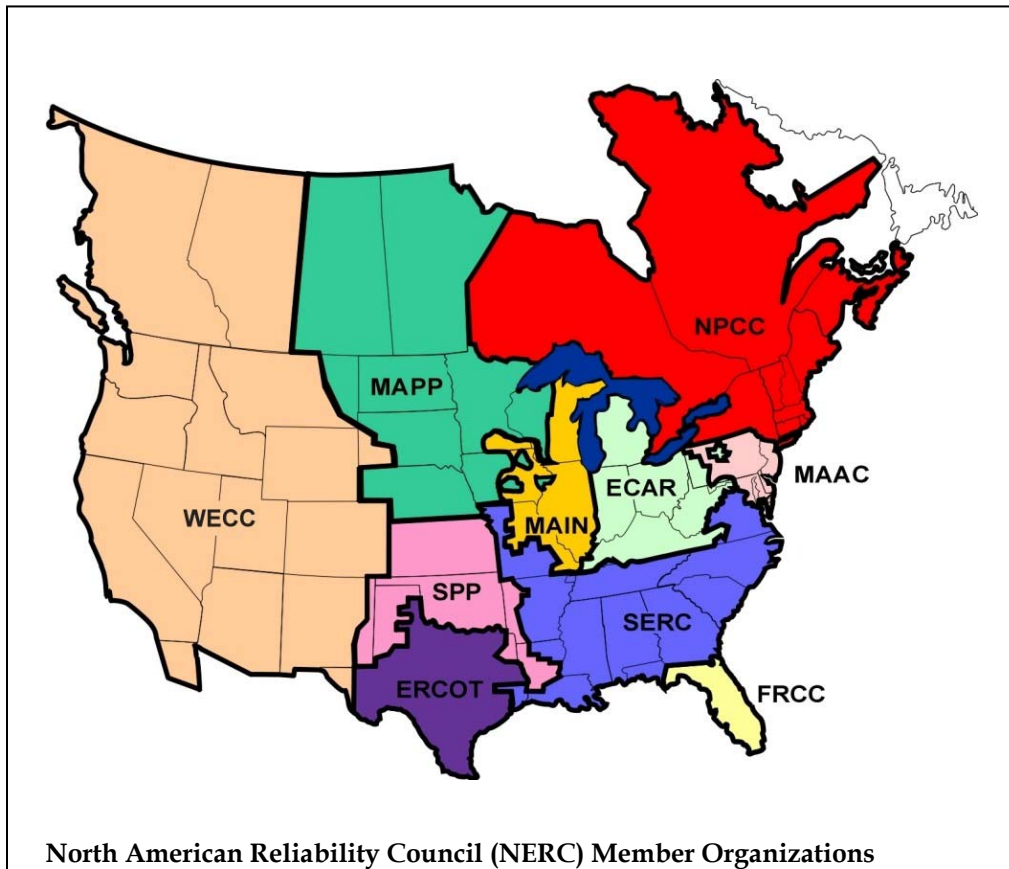 NPCC
MAPP
MAAC
ECAR
WECC
MAIN
SPP
SERC
ERCOT
FRCC
North American Reliability Council (NERC) Member Organizations